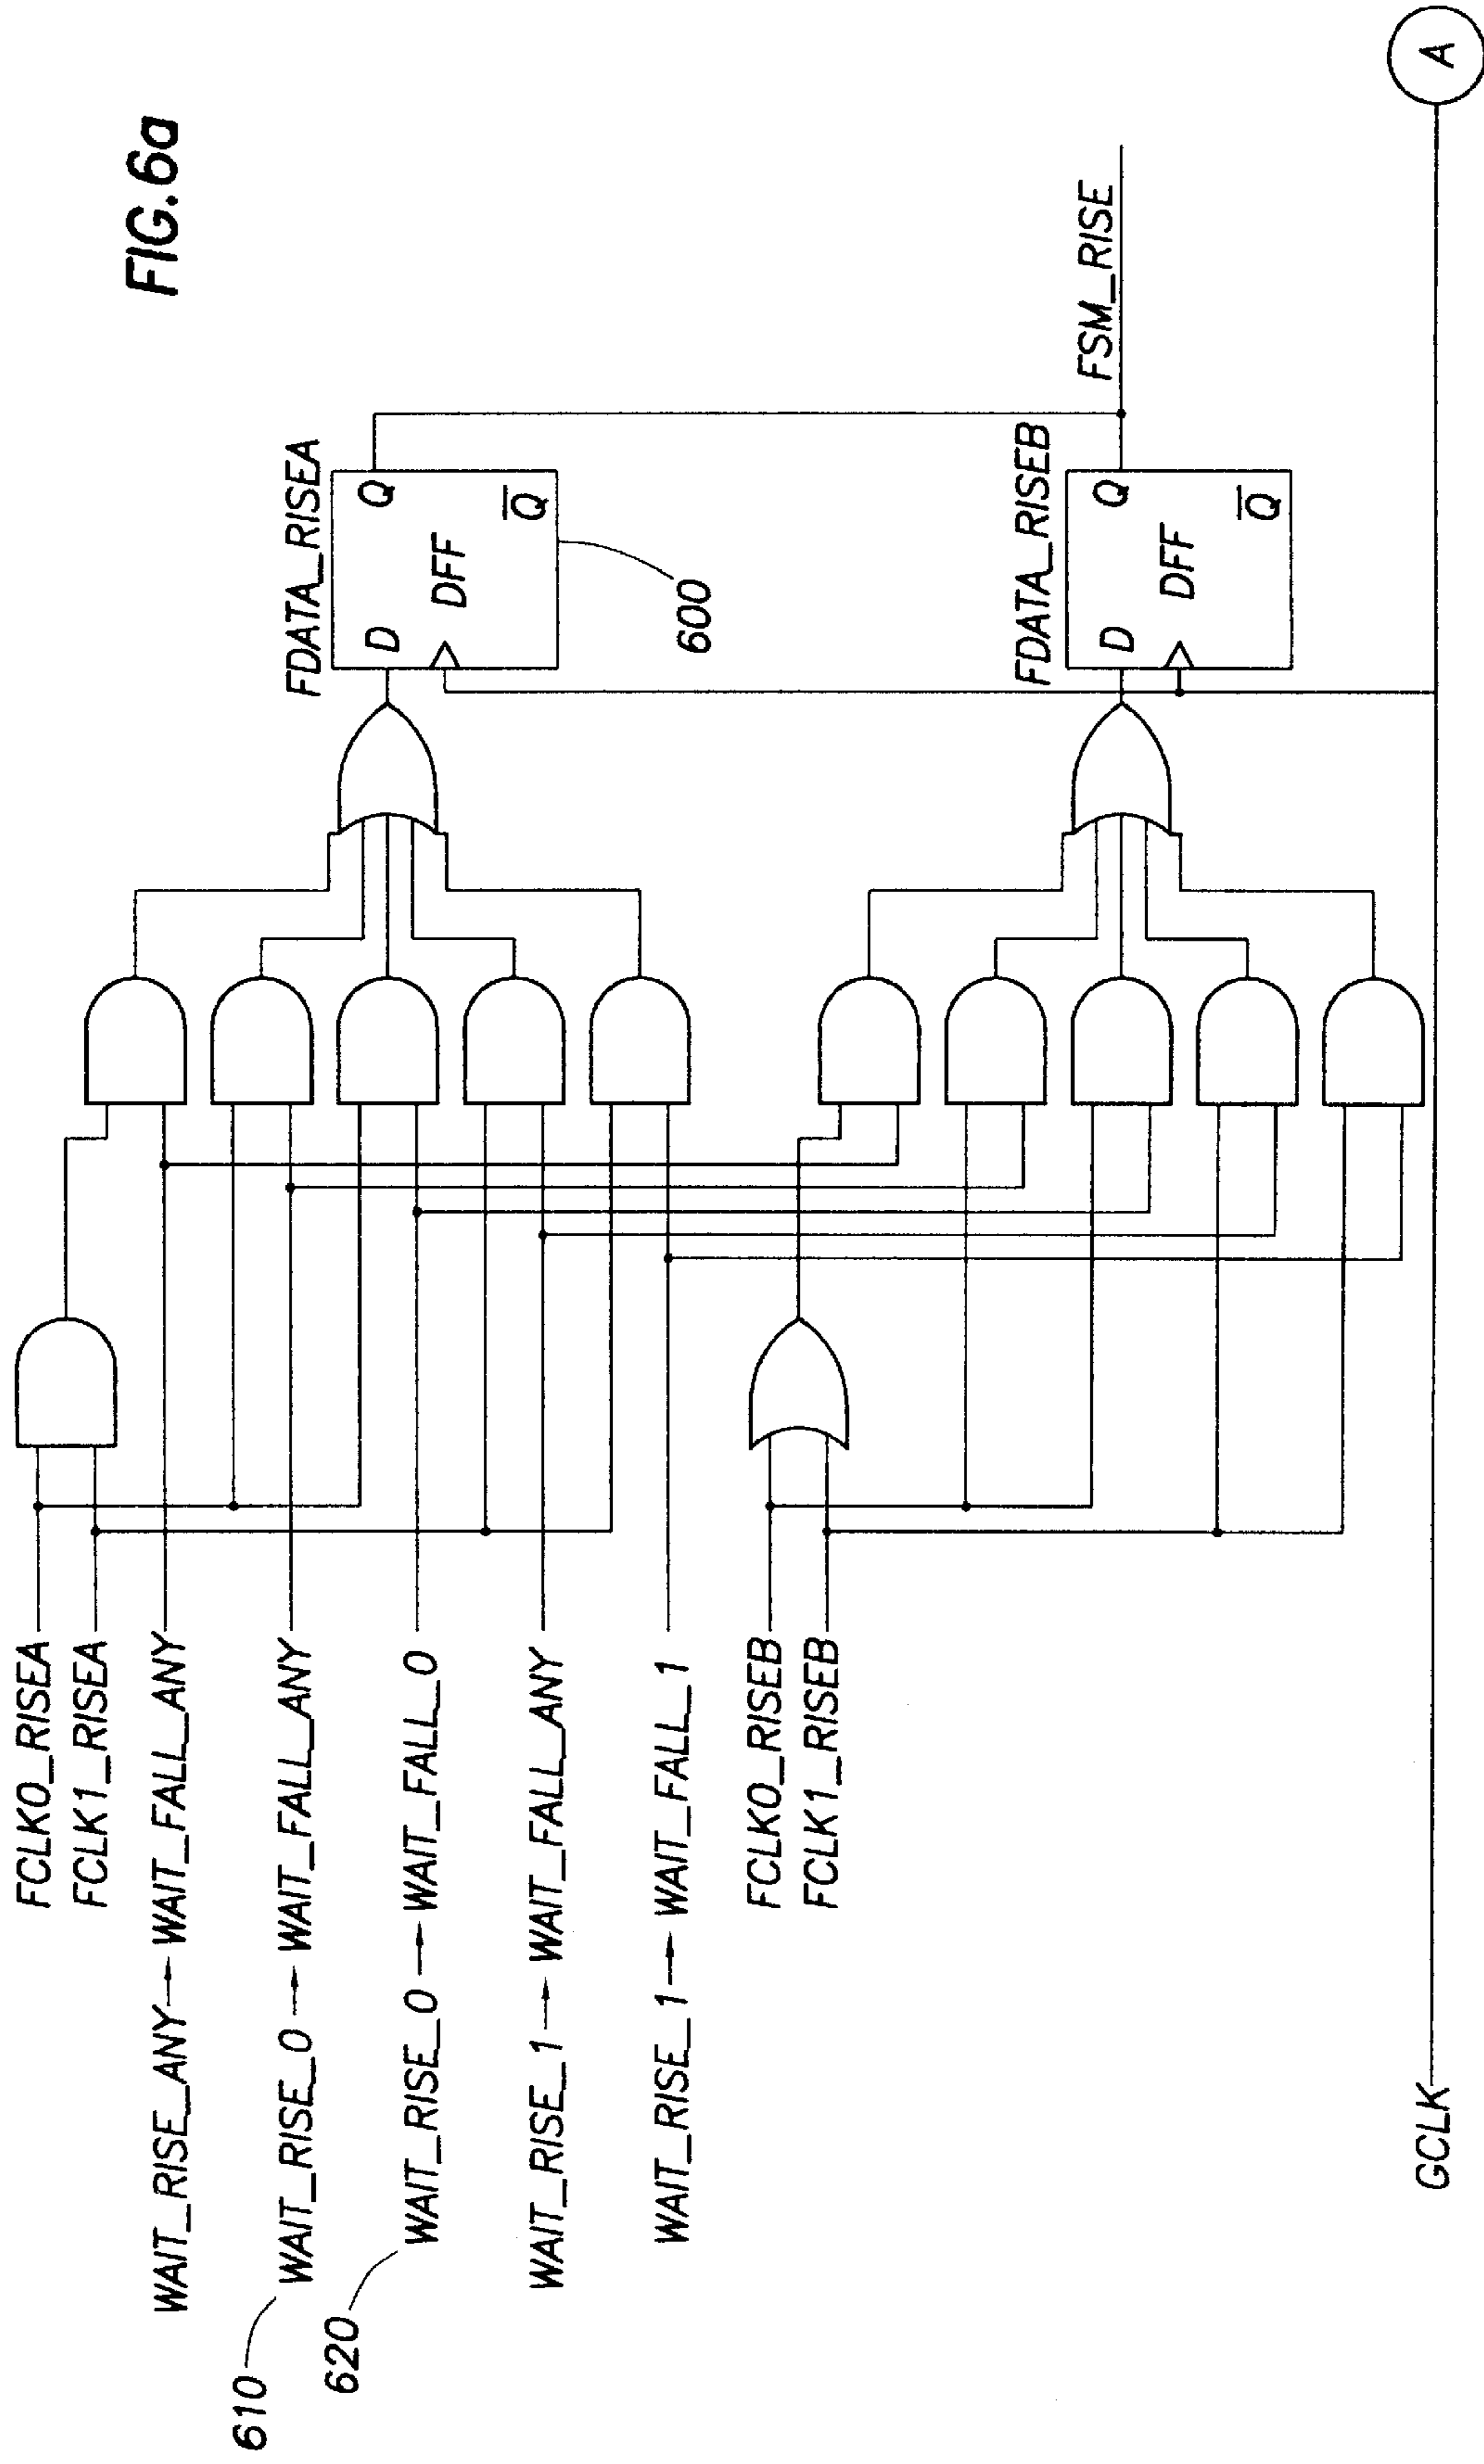 FIG.6a
FCLK0_RISEA
FCLK1_RISEA
WAIT_RISE_ANY → WAIT_FALL_ANY
610
WAIT_RISE_0 → WAIT_FALL_ANY
620
WAIT_RISE_0 → WAIT_FALL_0
WAIT_RISE_1 → WAIT_FALL_ANY
WAIT_RISE_1 → WAIT_FALL_1
FCLK0_RISEB
FCLK1_RISEB
GCLK
FDATA_RISEA
D
Q
DFF
Q̅
600
FDATA_RISEB
D
Q
DFF
Q̅
FSM_RISE
A